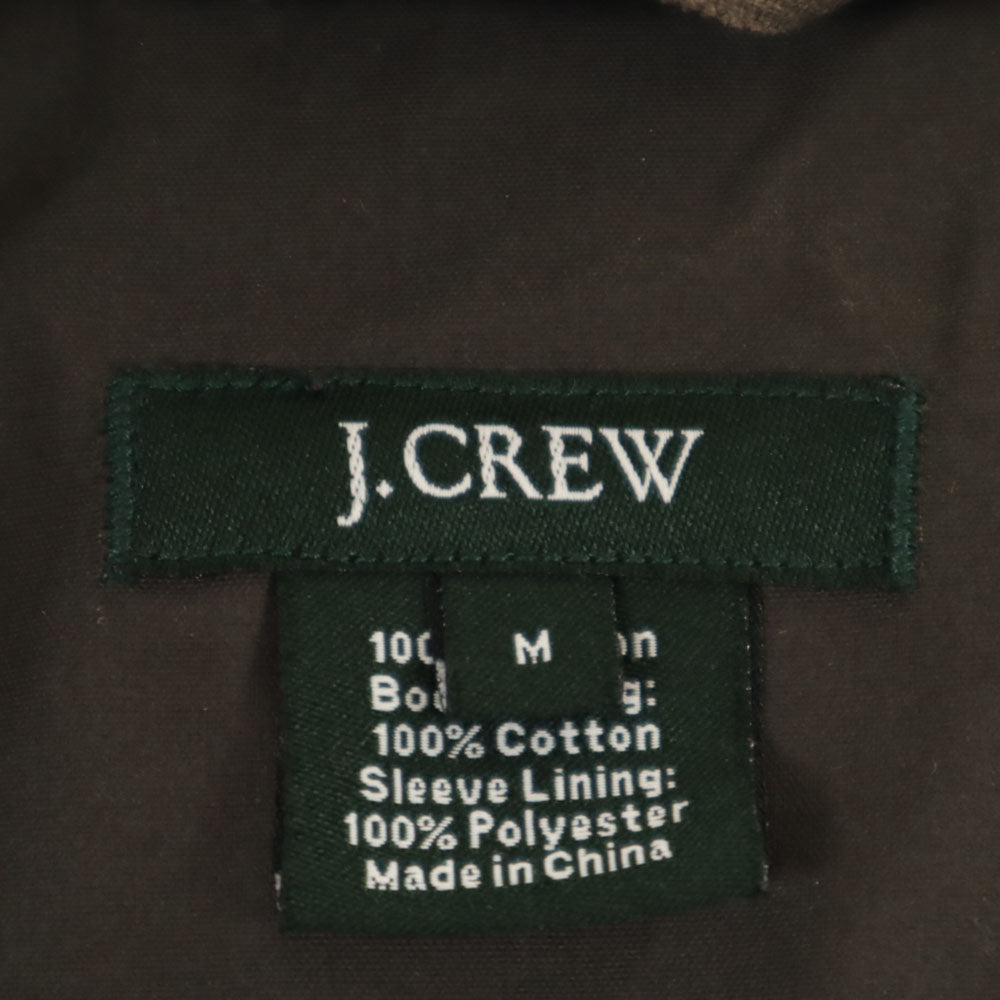 J.CREW
M
100% Cotton
Sleeve Lining:
100% Polyester
Made in China